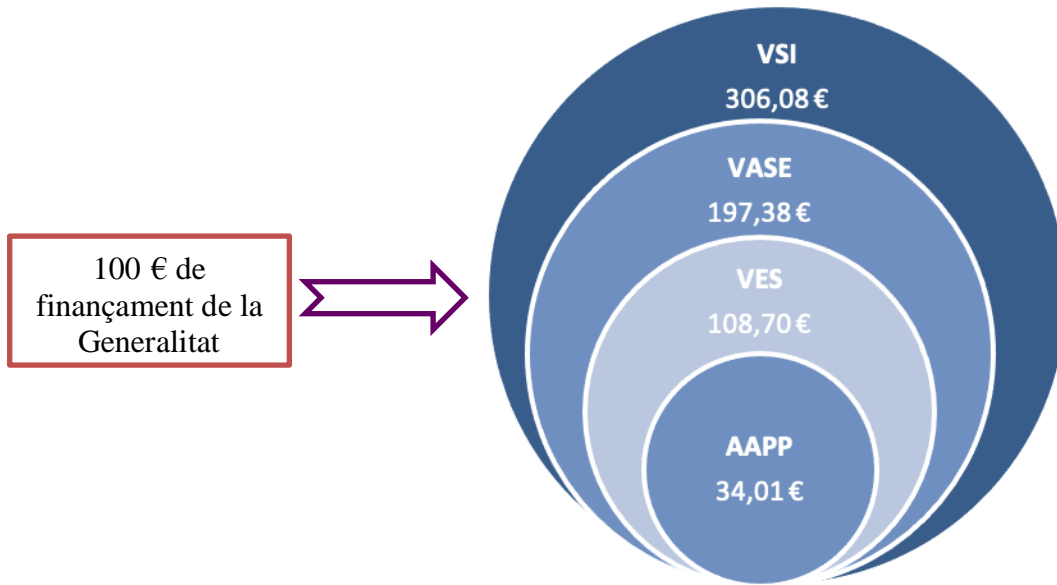 VSI
306,08 €
VASE
197,38 €
100 € de
finançament de la
Generalitat
VES
108,70 €
AAPP
34,01 €